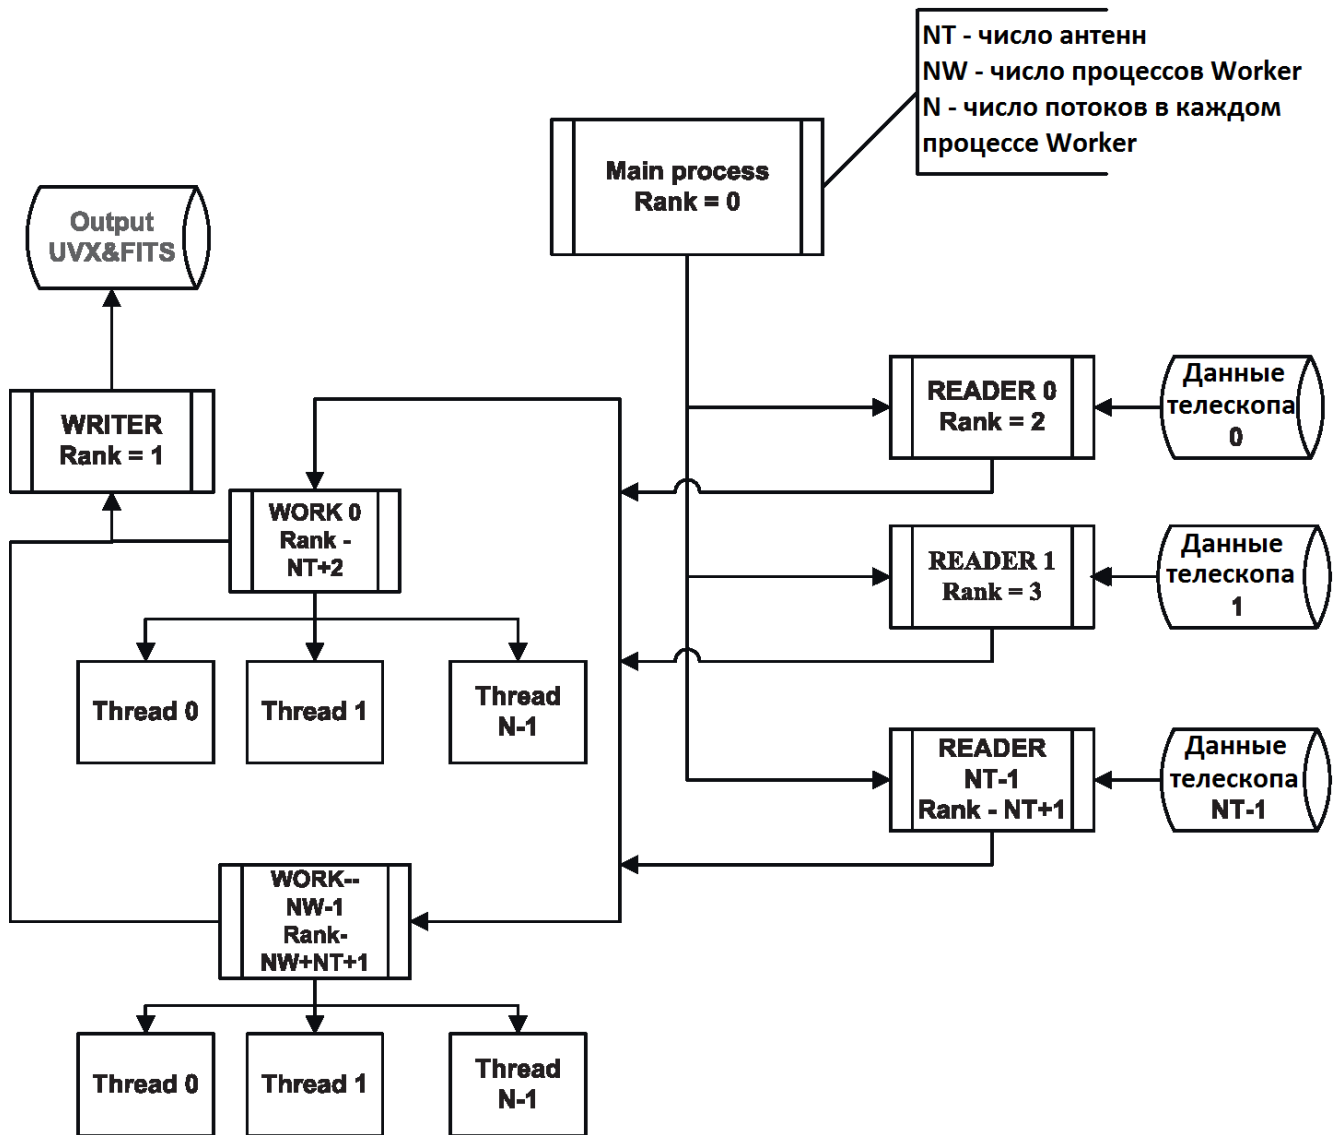 NT - число антенн
NW - число процессов Worker
N - число потоков в каждом
процессе Worker
Main process
Rank = 0
Output
UVX&FITS
WRITER
Rank = 1
READER 0
Rank = 2
Данные
телескопа
0
WORK 0
Rank -
NT+2
READER 1
Rank = 3
Данные
телескопа
1
Thread 0
Thread 1
Thread
N-1
READER
NT-1
Rank - NT+1
Данные
телескопа
NT-1
WORK--
NW-1
Rank-
NW+NT+1
Thread 0
Thread 1
Thread
N-1